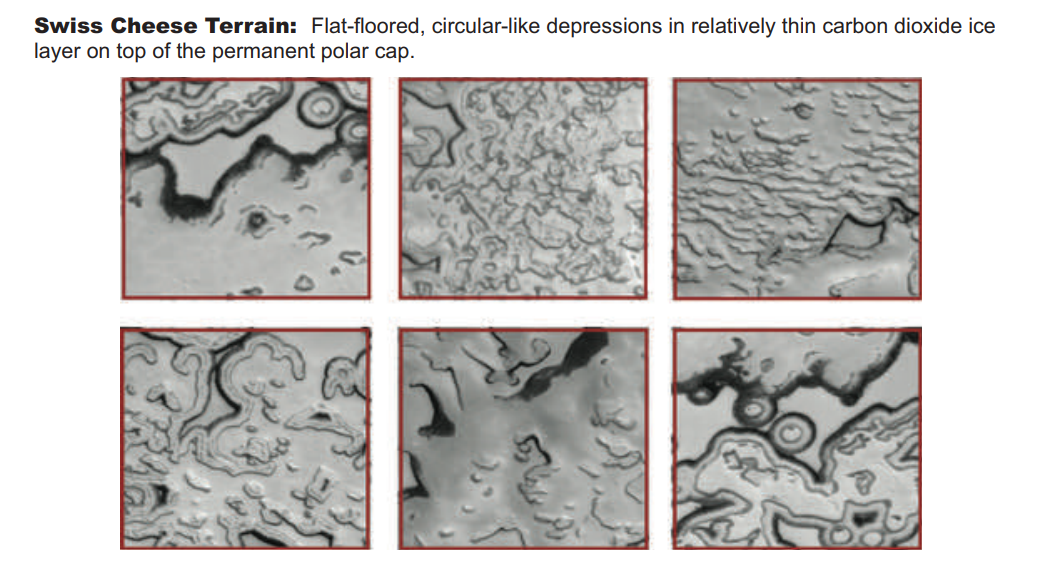 Swiss Cheese Terrain: Flat-floored, circular-like depressions in relatively thin carbon dioxide ice
layer on top of the permanent polar cap.